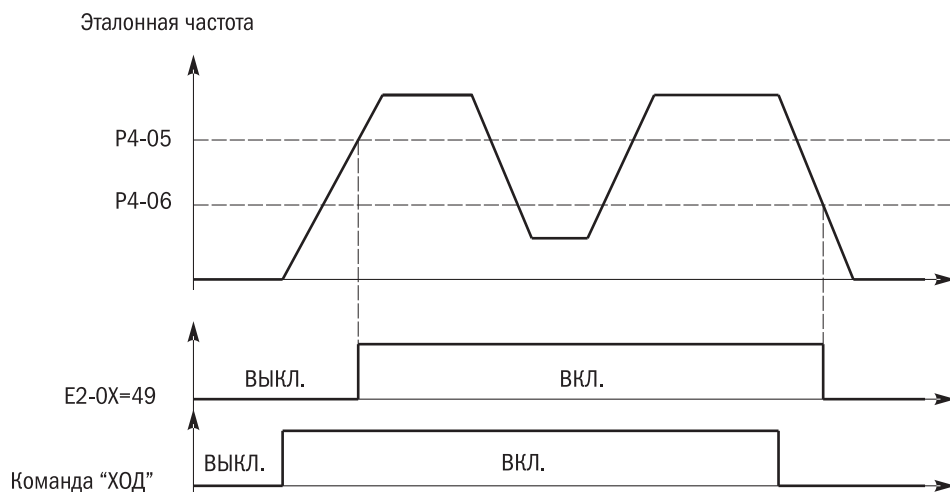 Эталонная частота
P4-05
P4-06
ВЫКЛ.
ВКЛ.
E2-0X=49
ВЫКЛ.
ВКЛ.
Команда “ХОД”